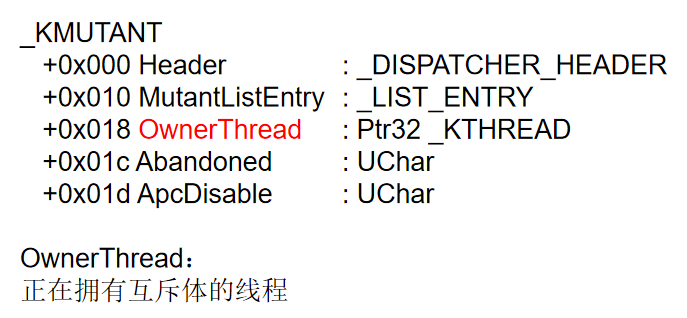 _KMUTANT
+0x000 Header : _DISPATCHER_HEADER
+0x010 MutantListEntry : _LIST_ENTRY
+0x018 OwnerThread : Ptr32 _KTHREAD
+0x01c Abandoned : UChar
+0x01d ApcDisable : UChar
OwnerThread：
正在拥有互斥体的线程